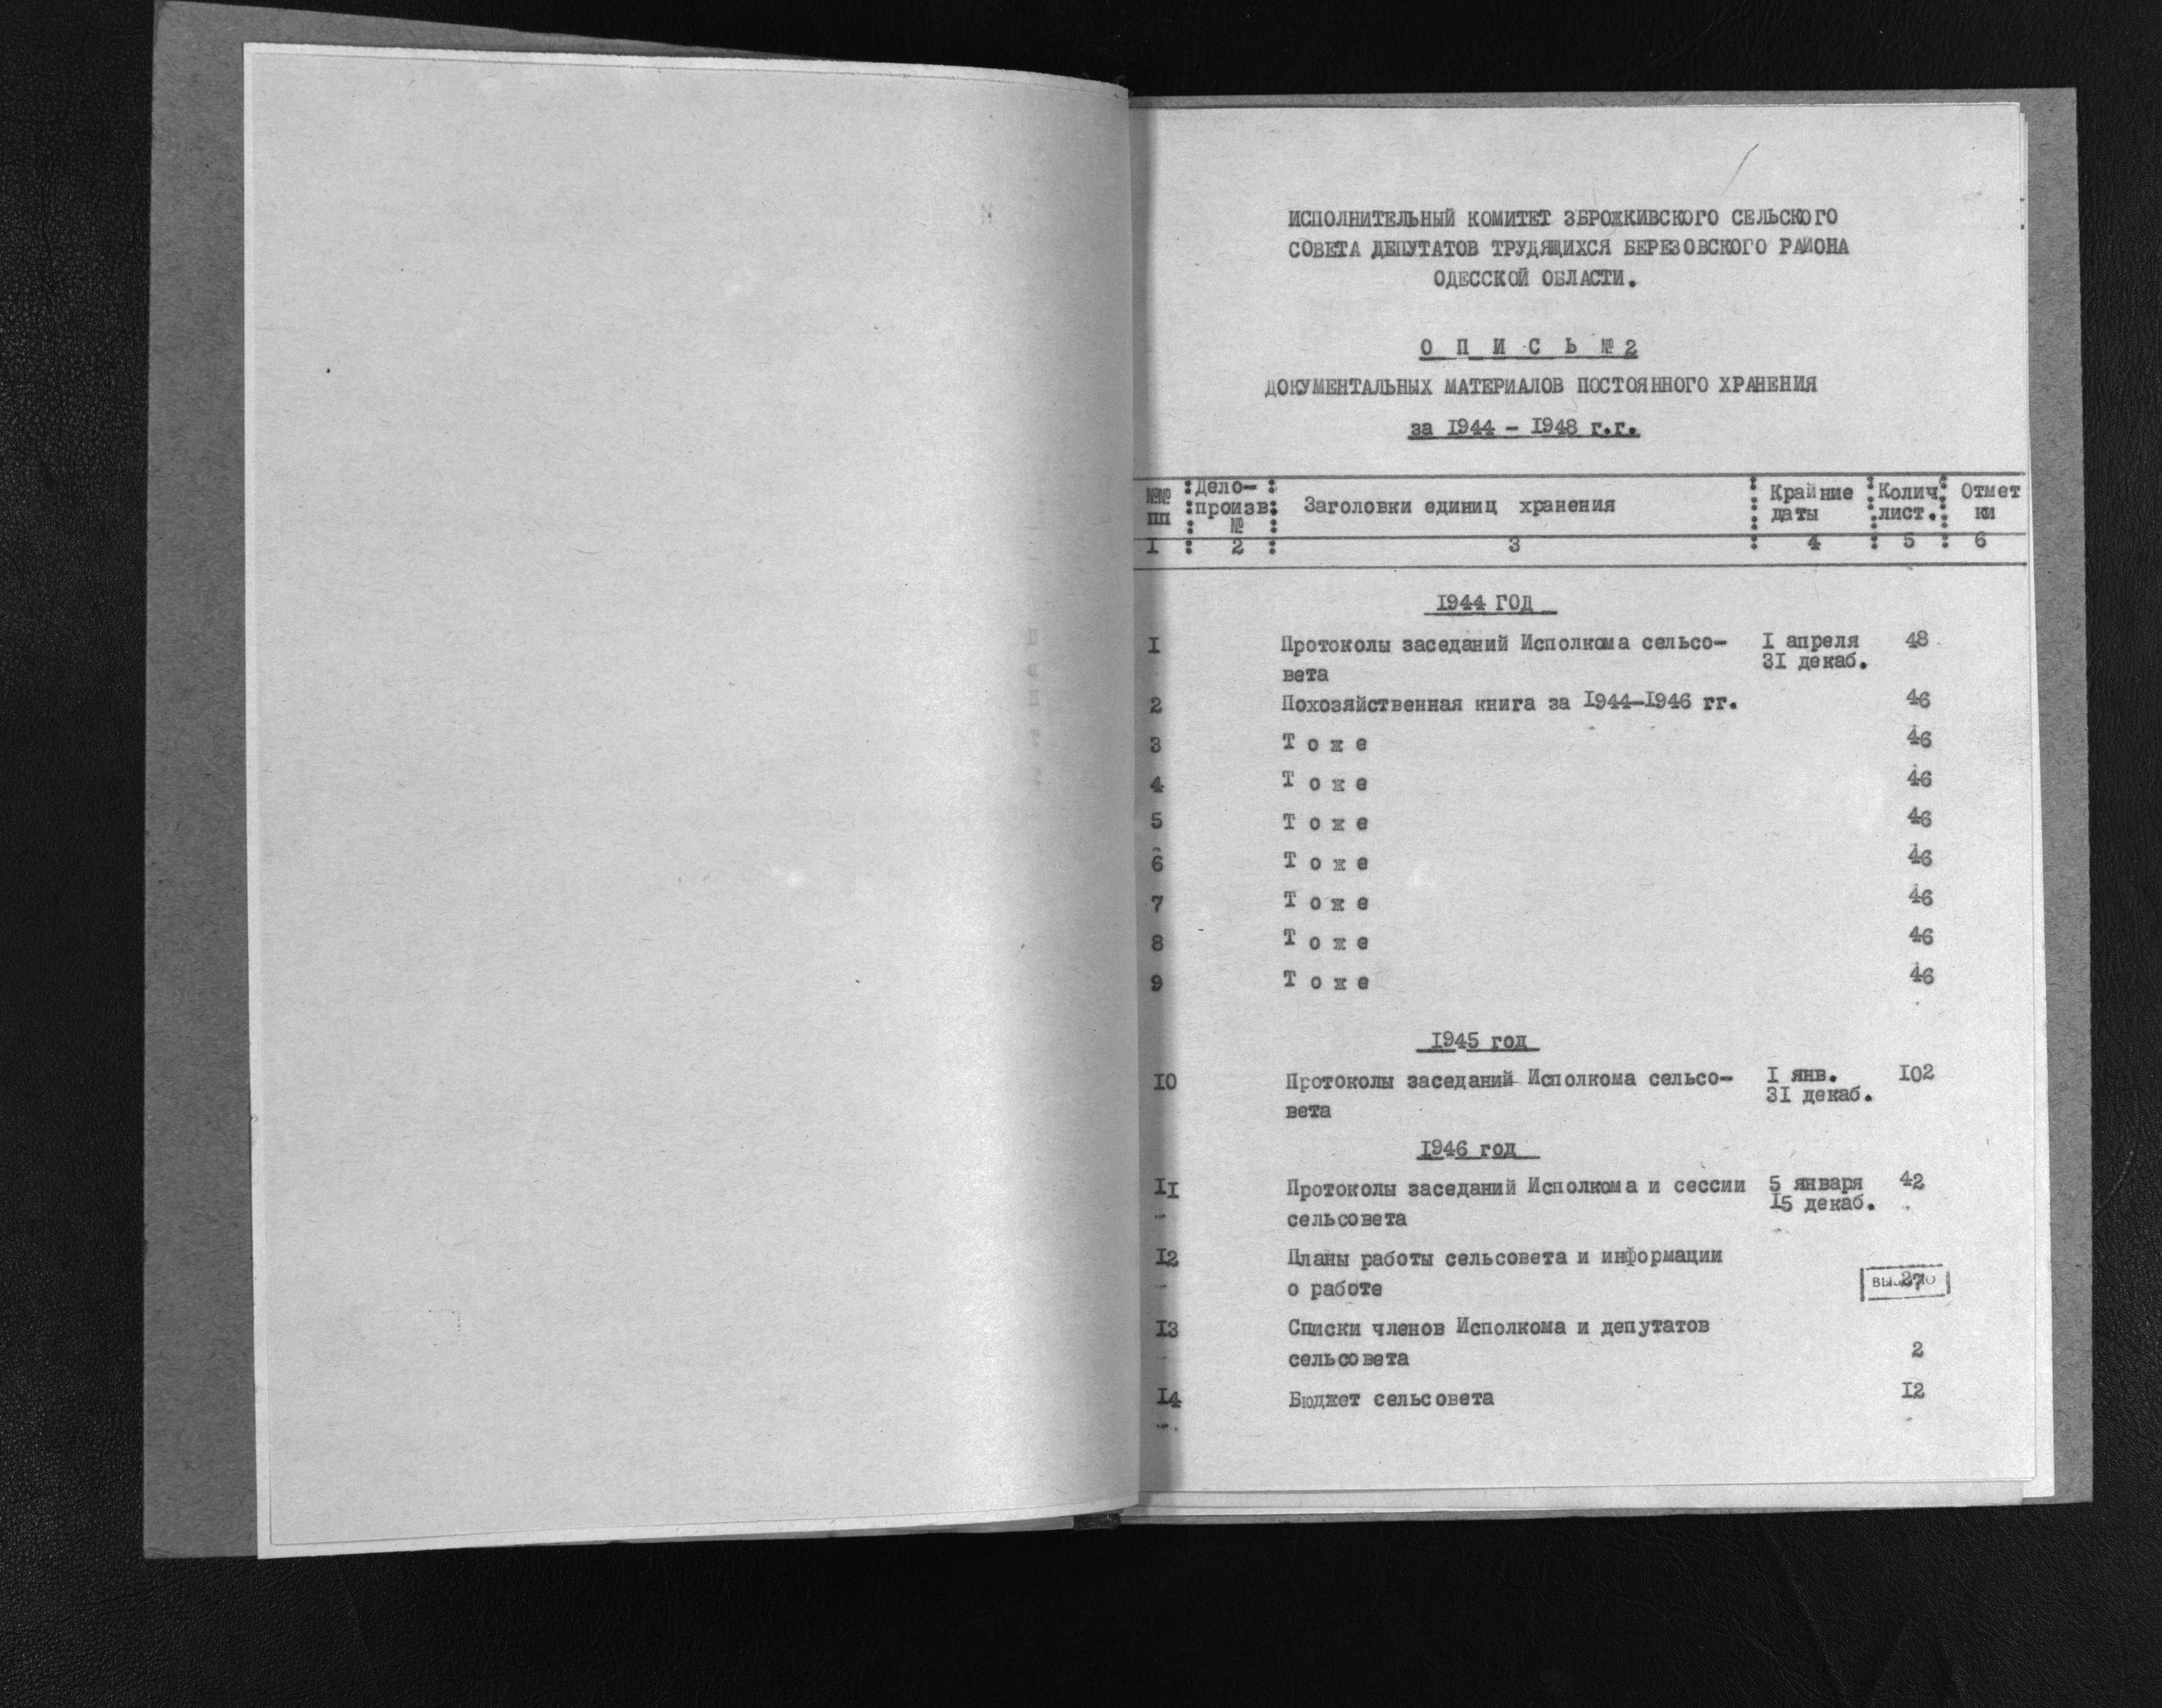 ИСПОЛНИТЕЛЬНЫЙ КОМИТЕТ ЗБРОЖКИВСКОГО СЕЛЬСКОГО
СОВЕТА ДЕПУТАТОВ ТРУДЯЩИХСЯ БЕРЕЗОВСКОГО РАЙОНА
ОДЕССКОЙ ОБЛАСТИ.
О П И С Ь №2
ДОКУМЕНТАЛЬНЫХ МАТЕРИАЛОВ ПОСТОЯННОГО ХРАНЕНИЯ
за 1944 - 1948 г.г.
№№ пп : Дело-произв. № : Заголовки единиц хранения : Крайние даты : Колич. лист. : Отмет ки
I : 2 : 3 : 4 : 5 : 6
1944 ГОД
I Протоколы заседаний Исполкома сельсо- I апреля 48
вета 31 декаб.
2 Похозяйственная книга за 1944-1946 гг. 46
3 Т о ж е 46
4 Т о ж е 46
5 Т о ж е 46
6 Т о ж е 46
7 Т о ж е 46
8 Т о ж е 46
9 Т о ж е 46
1945 год
10 Протоколы заседаний Исполкома сельсо- I янв. 102
вета 31 декаб.
1946 год
11 Протоколы заседаний Исполкома и сессии 5 января 42
сельсовета 15 декаб.
12 Планы работы сельсовета и информации
о работе 27
13 Списки членов Исполкома и депутатов
сельсовета 2
14 Бюджет сельсовета 12